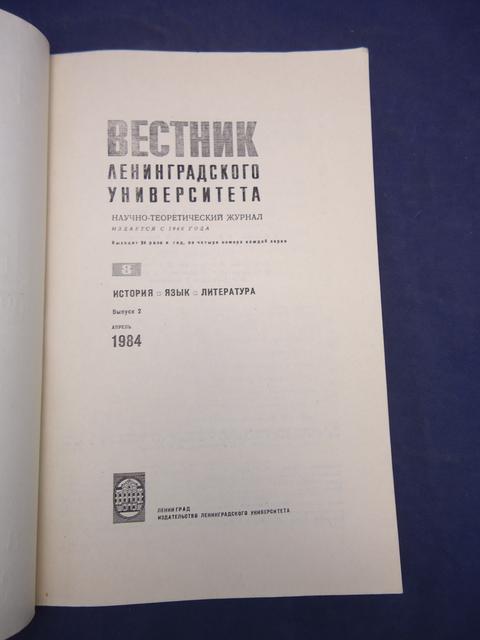 ВЕСТНИК
ЛЕНИНГРАДСКОГО
УНИВЕРСИТЕТА
НАУЧНО-ТЕОРЕТИЧЕСКИЙ ЖУРНАЛ
ИЗДАЕТСЯ С 1946 ГОДА
Выходит 24 раза в год, по четыре номера каждой серии
8
ИСТОРИЯ □ ЯЗЫК □ ЛИТЕРАТУРА
Выпуск 2
АПРЕЛЬ
1984
ЛЕНИНГРАД
ИЗДАТЕЛЬСТВО ЛЕНИНГРАДСКОГО УНИВЕРСИТЕТА